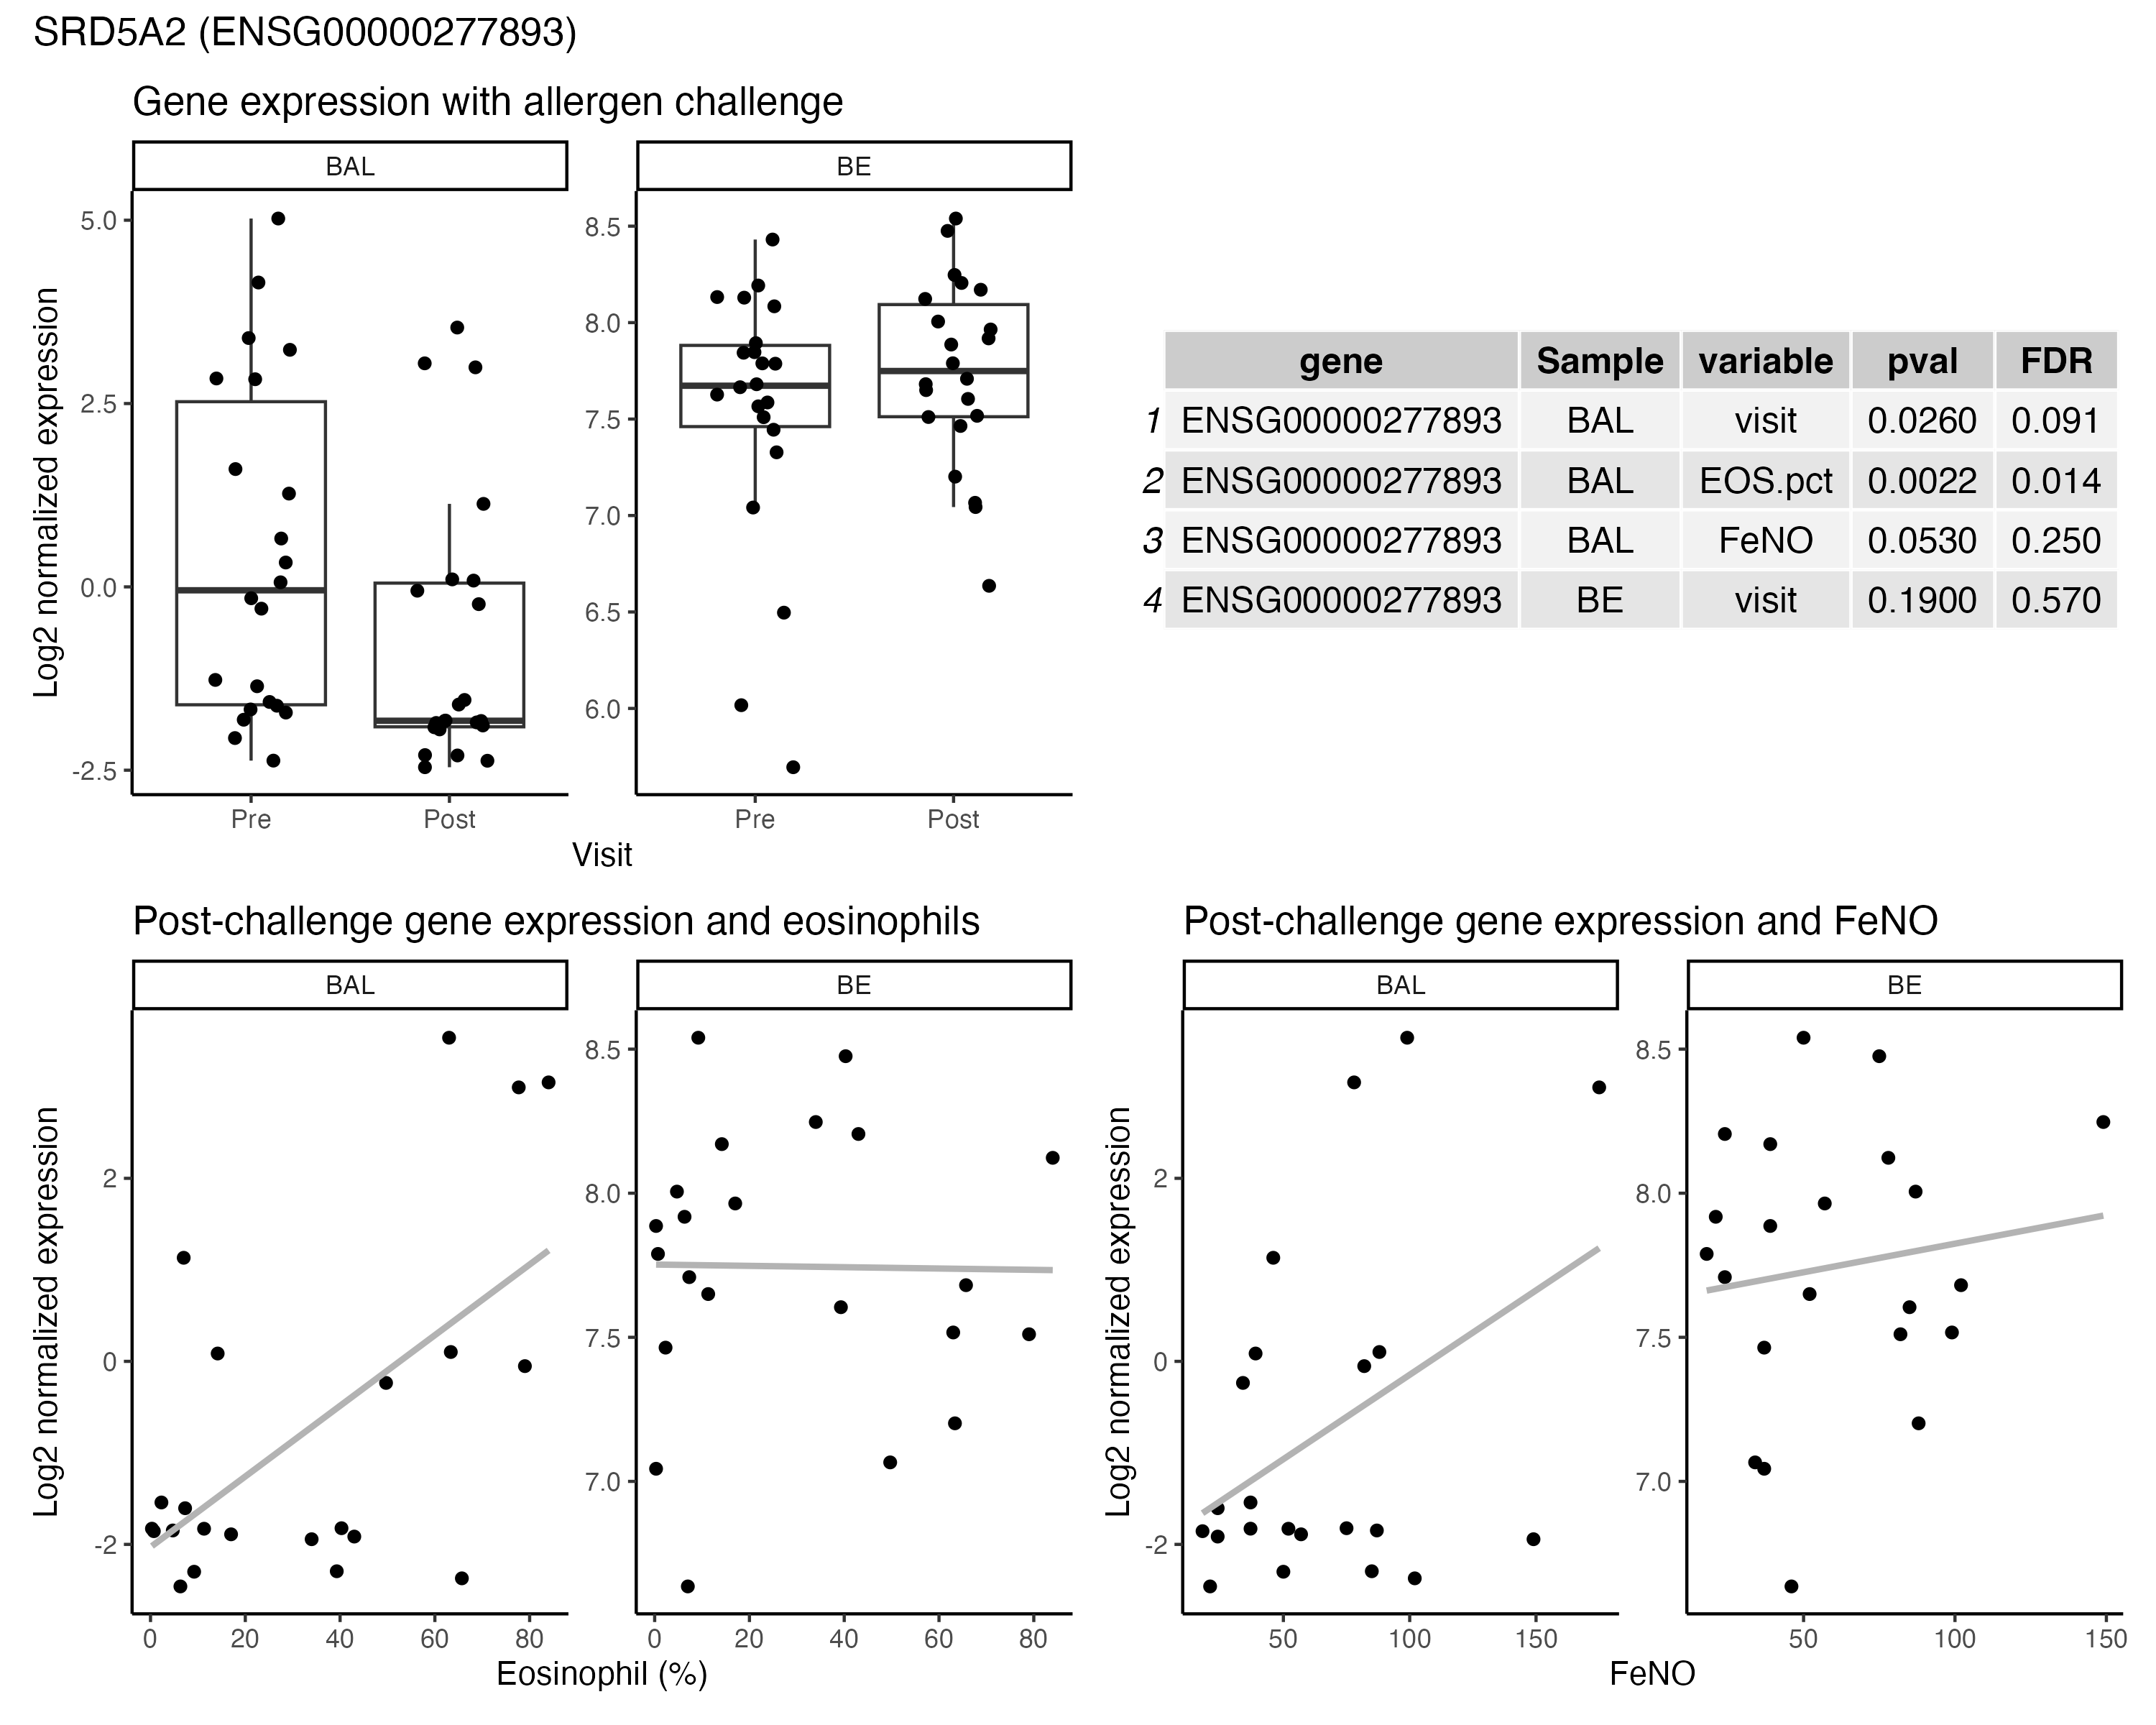 SRD5A2 (ENSG00000277893)
Gene expression with allergen challenge
BAL
BE
Log2 normalized expression
5.0
2.5
0.0
-2.5
8.5
8.0
7.5
7.0
6.5
6.0
Pre
Post
Pre
Post
Visit
gene Sample variable pval FDR
1 ENSG00000277893 BAL visit 0.0260 0.091
2 ENSG00000277893 BAL EOS.pct 0.0022 0.014
3 ENSG00000277893 BAL FeNO 0.0530 0.250
4 ENSG00000277893 BE visit 0.1900 0.570
Post-challenge gene expression and eosinophils
BAL
BE
Log2 normalized expression
2
0
-2
8.5
8.0
7.5
7.0
0 20 40 60 80
0 20 40 60 80
Eosinophil (%)
Post-challenge gene expression and FeNO
BAL
BE
Log2 normalized expression
2
0
-2
8.5
8.0
7.5
7.0
50 100 150
50 100 150
FeNO